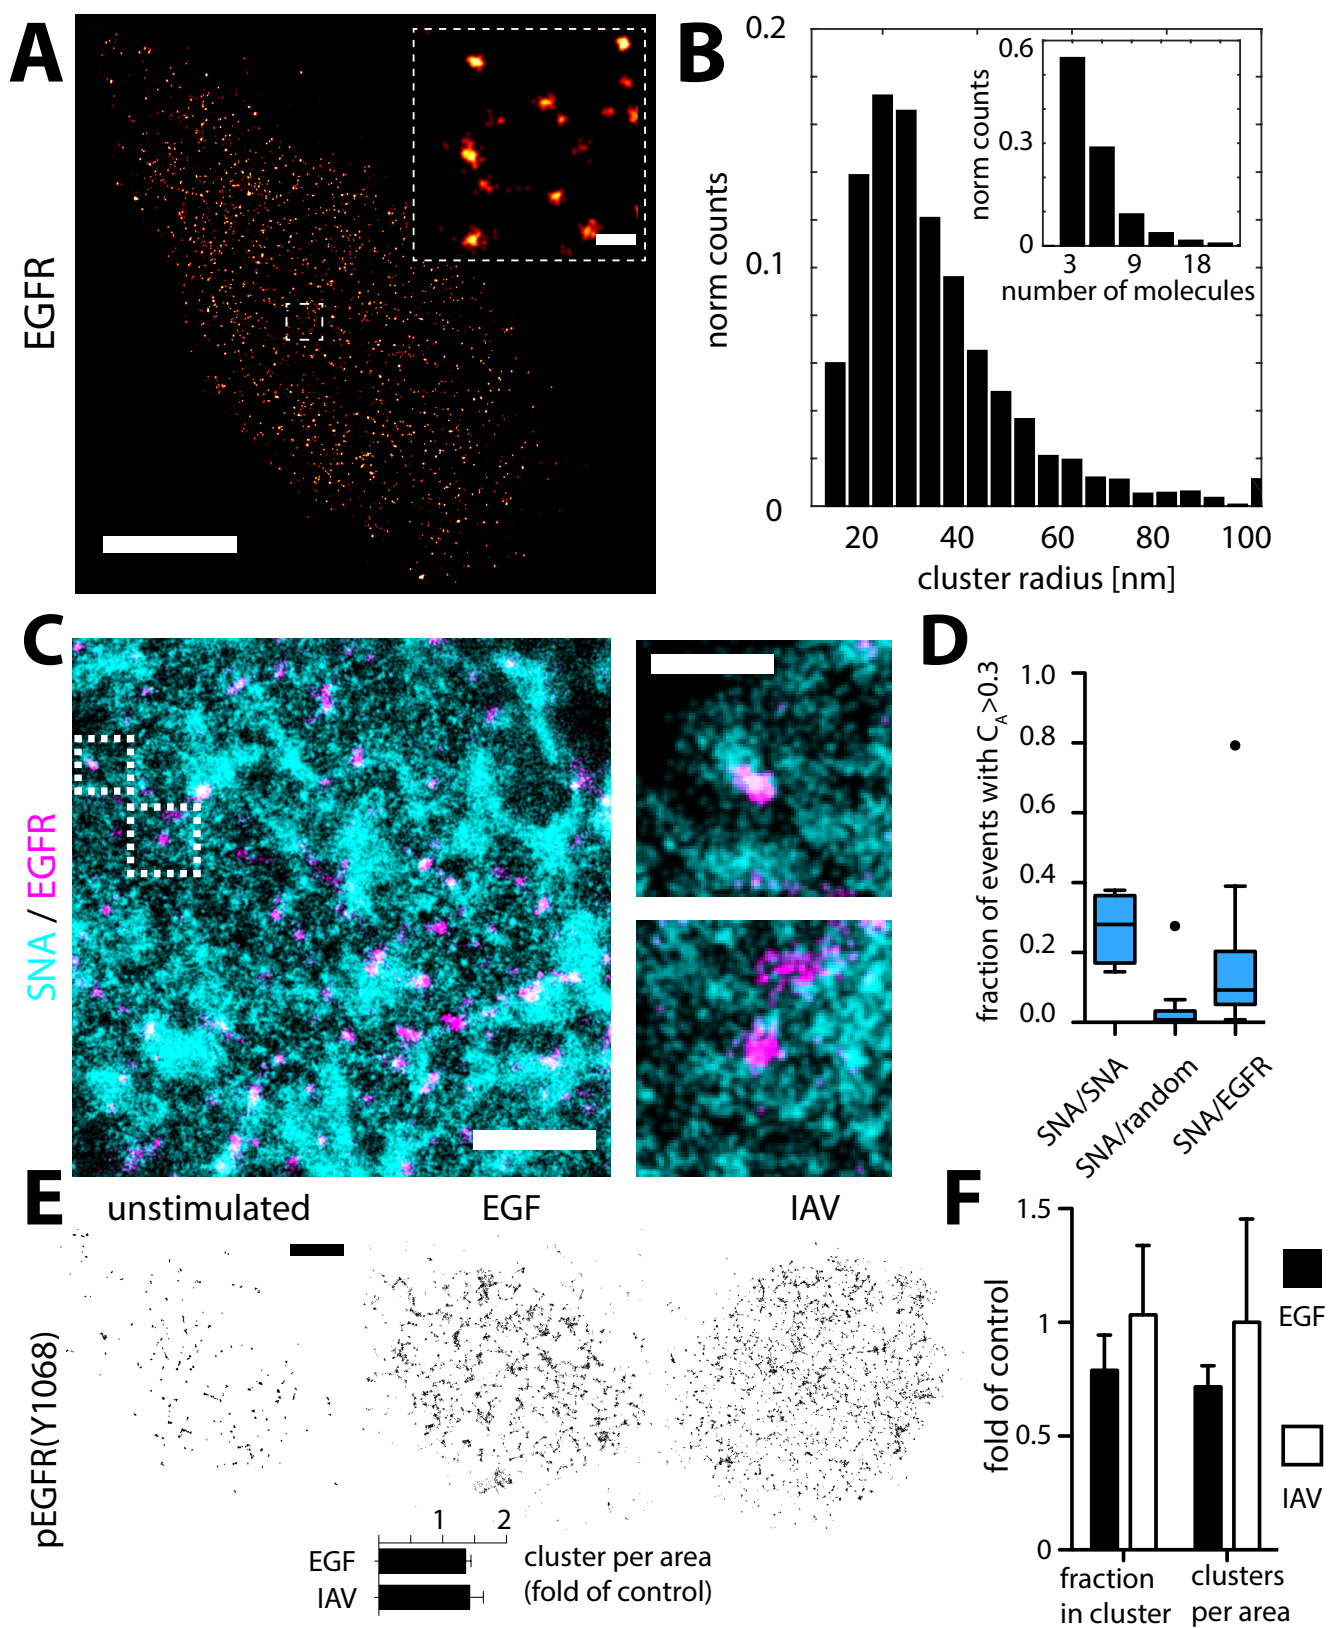 A
EGFR
B
0.2
0.1
0
norm counts
20 40 60 80 100
cluster radius [nm]
0.6
0.3
0
norm counts
3 9 18
number of molecules
C
SNA / EGFR
D
1.0
0.8
0.6
0.4
0.2
0.0
fraction of events with C_A>0.3
SNA/SNA
SNA/random
SNA/EGFR
E
unstimulated EGF IAV
pEGFR(Y1068)
1 2
EGF
IAV
cluster per area
(fold of control)
F
1.5
1
0.5
0
fold of control
EGF
IAV
fraction
in cluster
clusters
per area